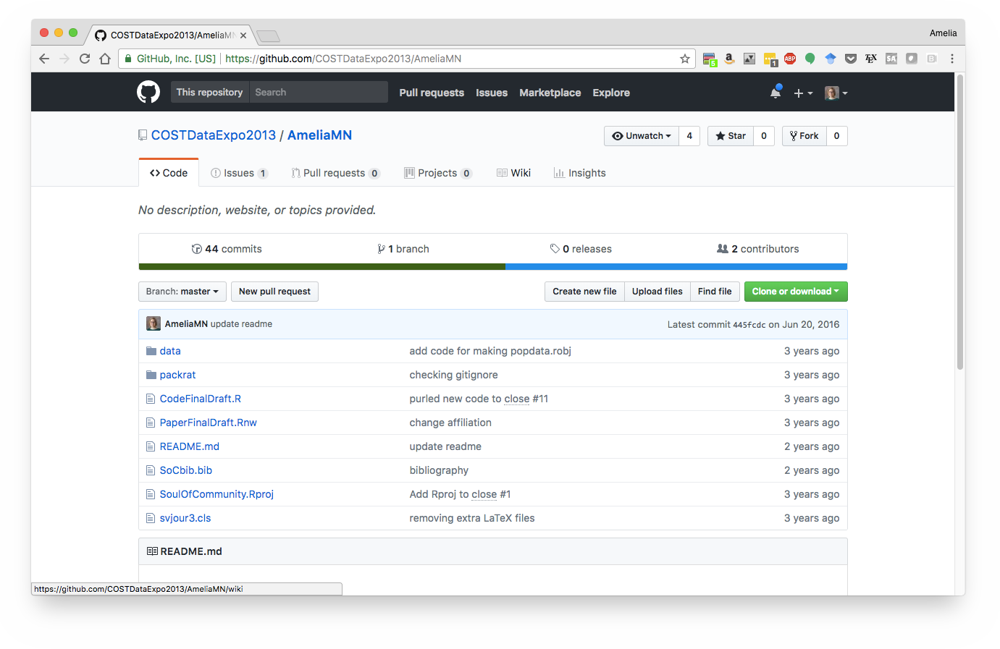 COSTDataExpo2013/AmeliaMN
Amelia
GitHub, Inc. [US] https://github.com/COSTDataExpo2013/AmeliaMN
5 a 1 ABP TEX SA B
This repository Search Pull requests Issues Marketplace Explore
COSTDataExpo2013 / AmeliaMN Unwatch 4 Star 0 Fork 0
Code Issues 1 Pull requests 0 Projects 0 Wiki Insights
No description, website, or topics provided.
44 commits 1 branch 0 releases 2 contributors
Branch: master New pull request Create new file Upload files Find file Clone or download
AmeliaMN update readme Latest commit 445fcdc on Jun 20, 2016
data add code for making popdata.robj 3 years ago
packrat checking gitignore 3 years ago
CodeFinalDraft.R purled new code to close #11 3 years ago
PaperFinalDraft.Rnw change affiliation 3 years ago
README.md update readme 2 years ago
SoCbib.bib bibliography 2 years ago
SoulOfCommunity.Rproj Add Rproj to close #1 3 years ago
svjour3.cls removing extra LaTeX files 3 years ago
README.md
https://github.com/COSTDataExpo2013/AmeliaMN/wiki